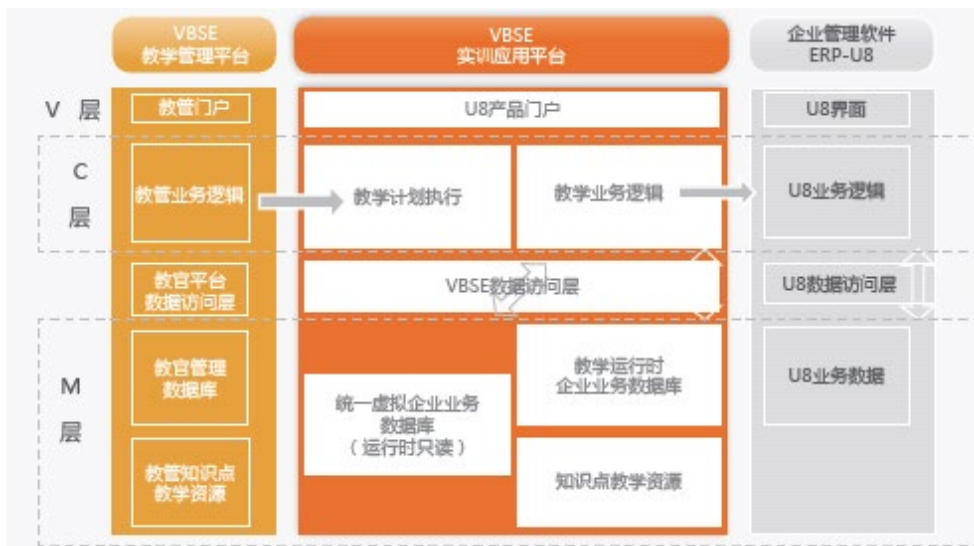 VBSE
教学管理平台
VBSE
实训应用平台
企业管理软件
ERP-U8
V 层
教管门户
U8产品门户
U8界面
C
层
教管业务逻辑
教学计划执行
教学业务逻辑
U8业务逻辑
教官平台
数据访问层
VBSE数据访问层
U8数据访问层
M
层
教官管理
数据库
统一虚拟企业业务
数据库
（运行时只读）
教学运行时
企业业务数据库
U8业务数据
教管知识点
教学资源
知识点教学资源